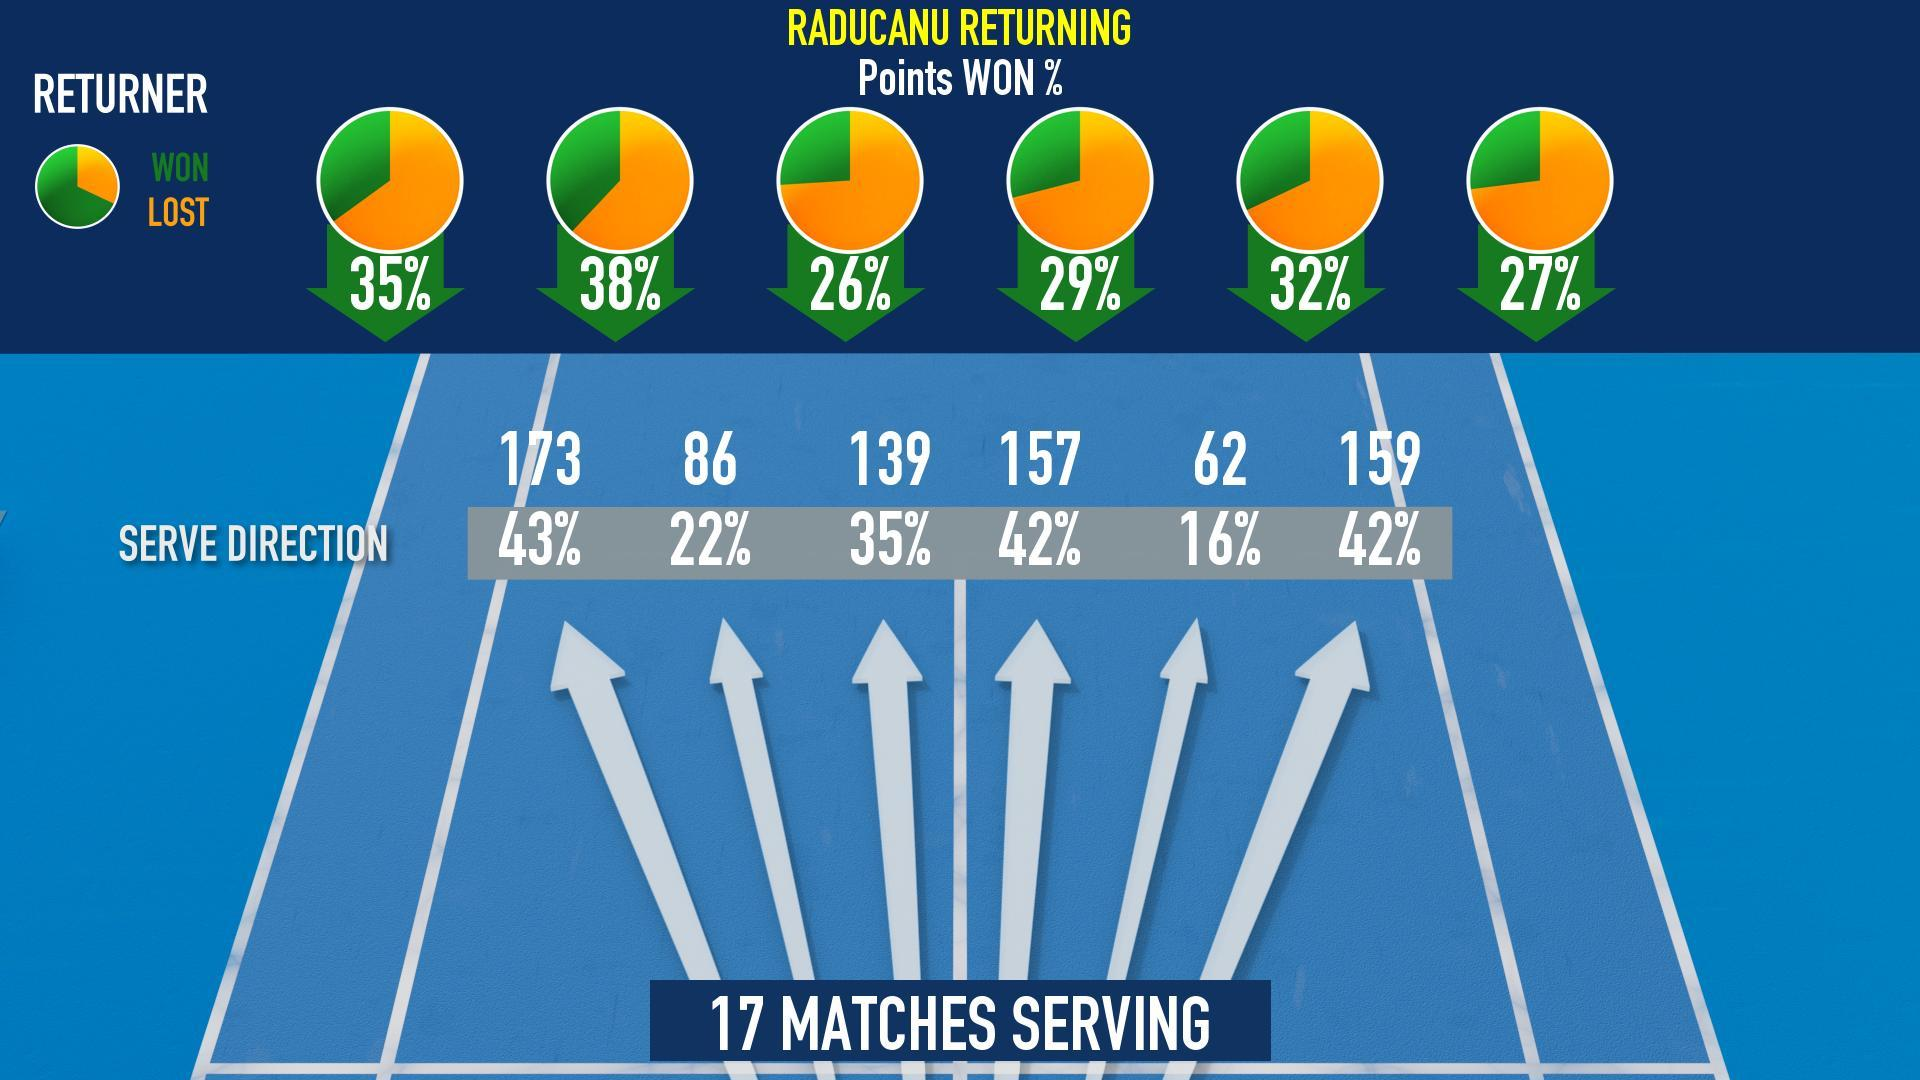 RADUCANU RETURNING
Points WON %
RETURNER
WON
LOST
35% 38% 26% 29% 32% 27%
173 86 139 157 62 159
SERVE DIRECTION 43% 22% 35% 42% 16% 42%
17 MATCHES SERVING